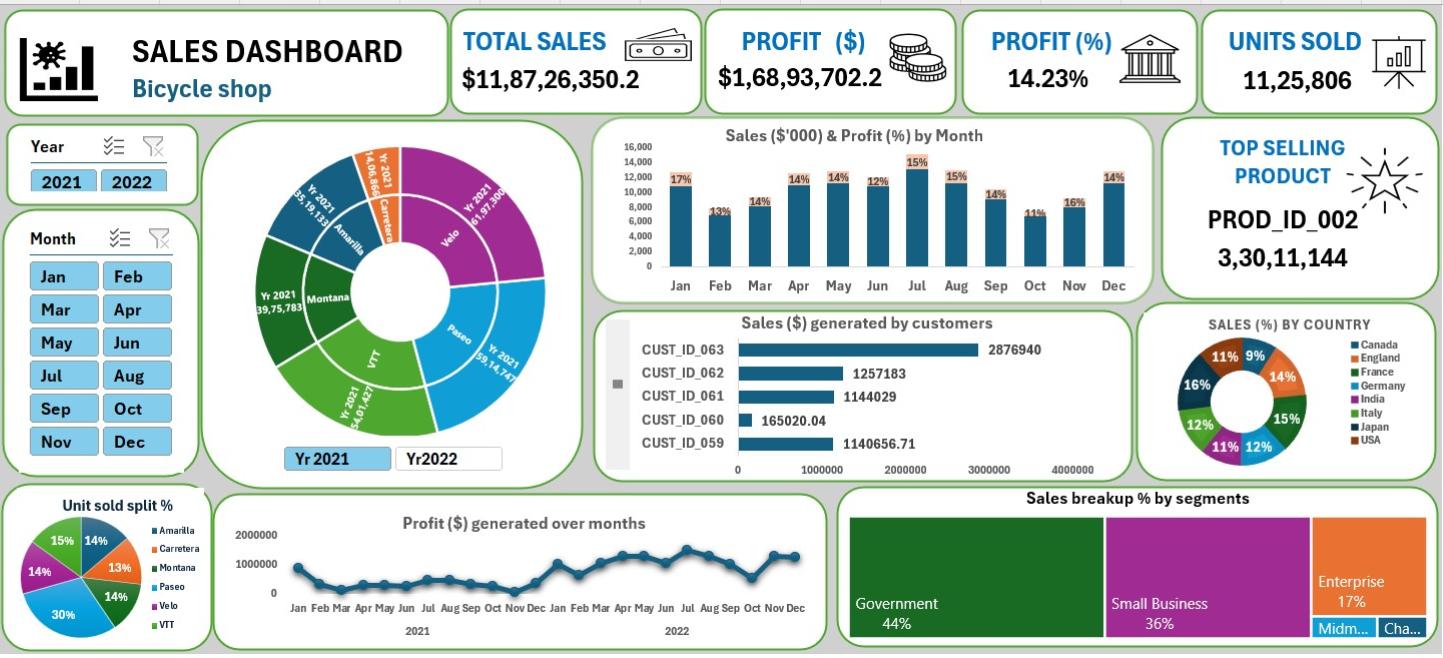 SALES DASHBOARD
Bicycle shop
TOTAL SALES
$11,87,26,350.2
PROFIT ($)
$1,68,93,702.2
PROFIT (%)
14.23%
UNITS SOLD
11,25,806
Year
2021 2022
Month
Jan Feb
Mar Apr
May Jun
Jul Aug
Sep Oct
Nov Dec
Velo
Yr 2021
61,97,300
Paseo
Yr 2021
59,14,747
VTT
Yr 2021
54,01,427
Montana
Yr 2021
39,75,783
Amarilla
Yr 2021
35,19,133
Carretera
Yr 2021
14,06,866
Yr 2021 Yr2022
Sales ($'000) & Profit (%) by Month
16,000
14,000
12,000
10,000
8,000
6,000
4,000
2,000
0
17% 13% 14% 14% 14% 12% 15% 15% 14% 11% 16% 14%
Jan Feb Mar Apr May Jun Jul Aug Sep Oct Nov Dec
TOP SELLING
PRODUCT
PROD_ID_002
3,30,11,144
Sales ($) generated by customers
CUST_ID_063 2876940
CUST_ID_062 1257183
CUST_ID_061 1144029
CUST_ID_060 165020.04
CUST_ID_059 1140656.71
0 1000000 2000000 3000000 4000000
SALES (%) BY COUNTRY
9%
14%
15%
12%
11%
12%
16%
11%
Canada
England
France
Germany
India
Italy
Japan
USA
Unit sold split %
14%
13%
14%
30%
14%
15%
Amarilla
Carretera
Montana
Paseo
Velo
VTT
Profit ($) generated over months
2000000
1000000
0
Jan Feb Mar Apr May Jun Jul Aug Sep Oct Nov Dec Jan Feb Mar Apr May Jun Jul Aug Sep Oct Nov Dec
2021 2022
Sales breakup % by segments
Government
44%
Small Business
36%
Enterprise
17%
Midm...
Cha...